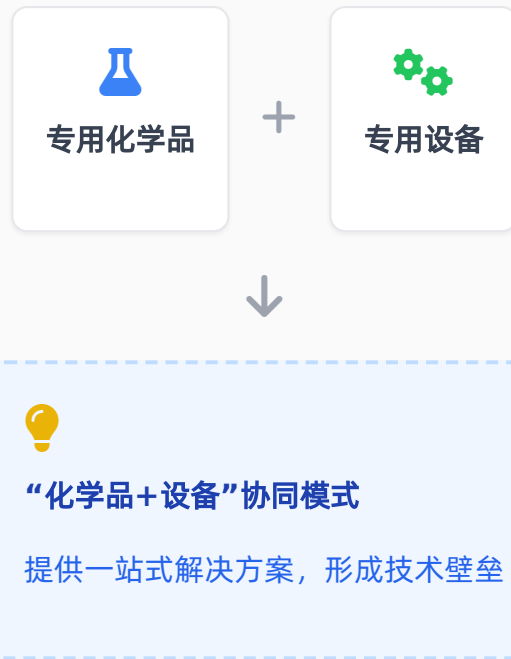 专用化学品
专用设备
“化学品+设备”协同模式
提供一站式解决方案，形成技术壁垒